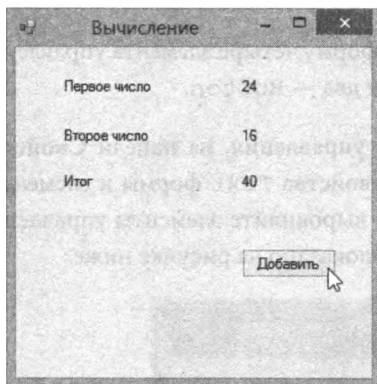 Вычисление
Первое число 24
Второе число 16
Итог 40
Добавить